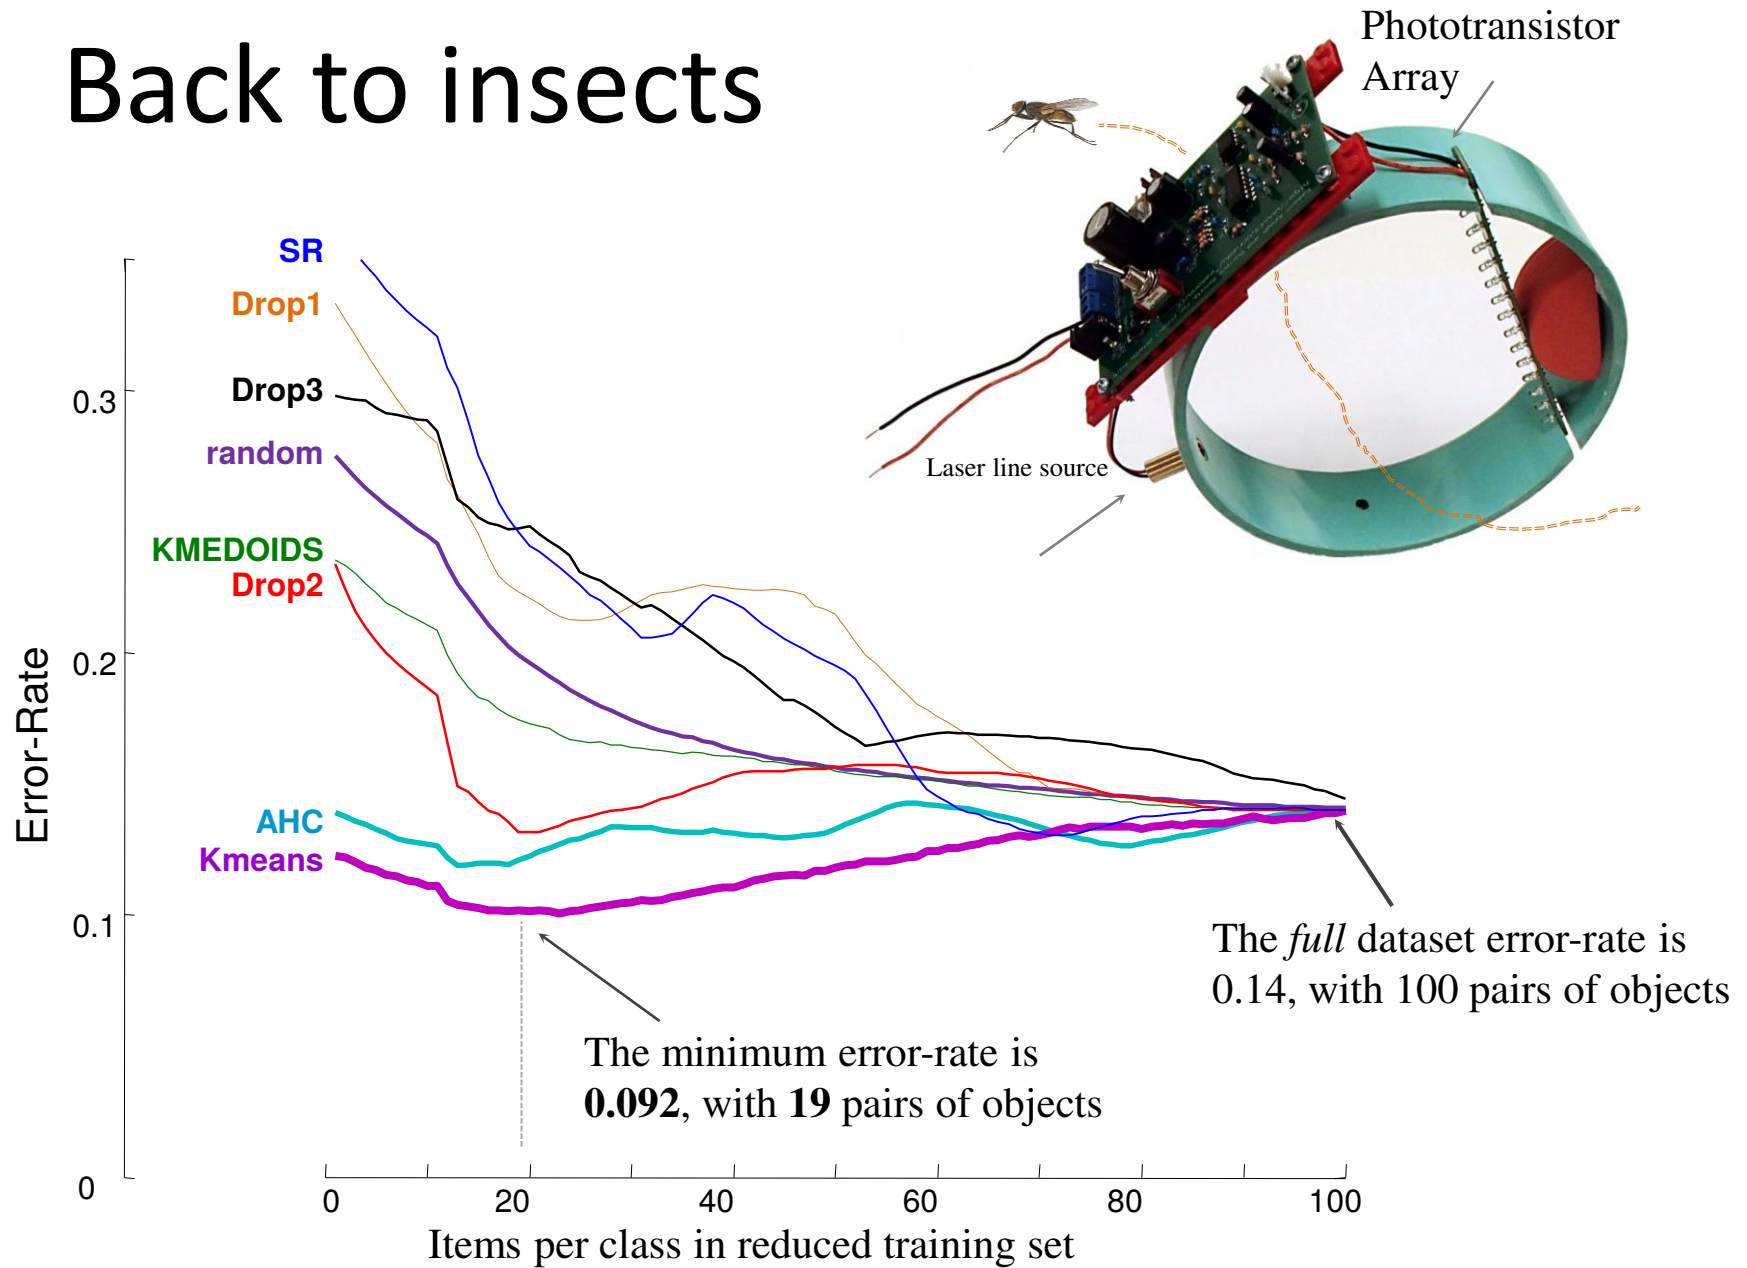 Back to insects
Phototransistor
Array
Laser line source
SR
Drop1
Drop3
random
KMEDOIDS
Drop2
AHC
Kmeans
Error-Rate
0.3
0.2
0.1
0
The full dataset error-rate is
0.14, with 100 pairs of objects
The minimum error-rate is
0.092, with 19 pairs of objects
0 20 40 60 80 100
Items per class in reduced training set